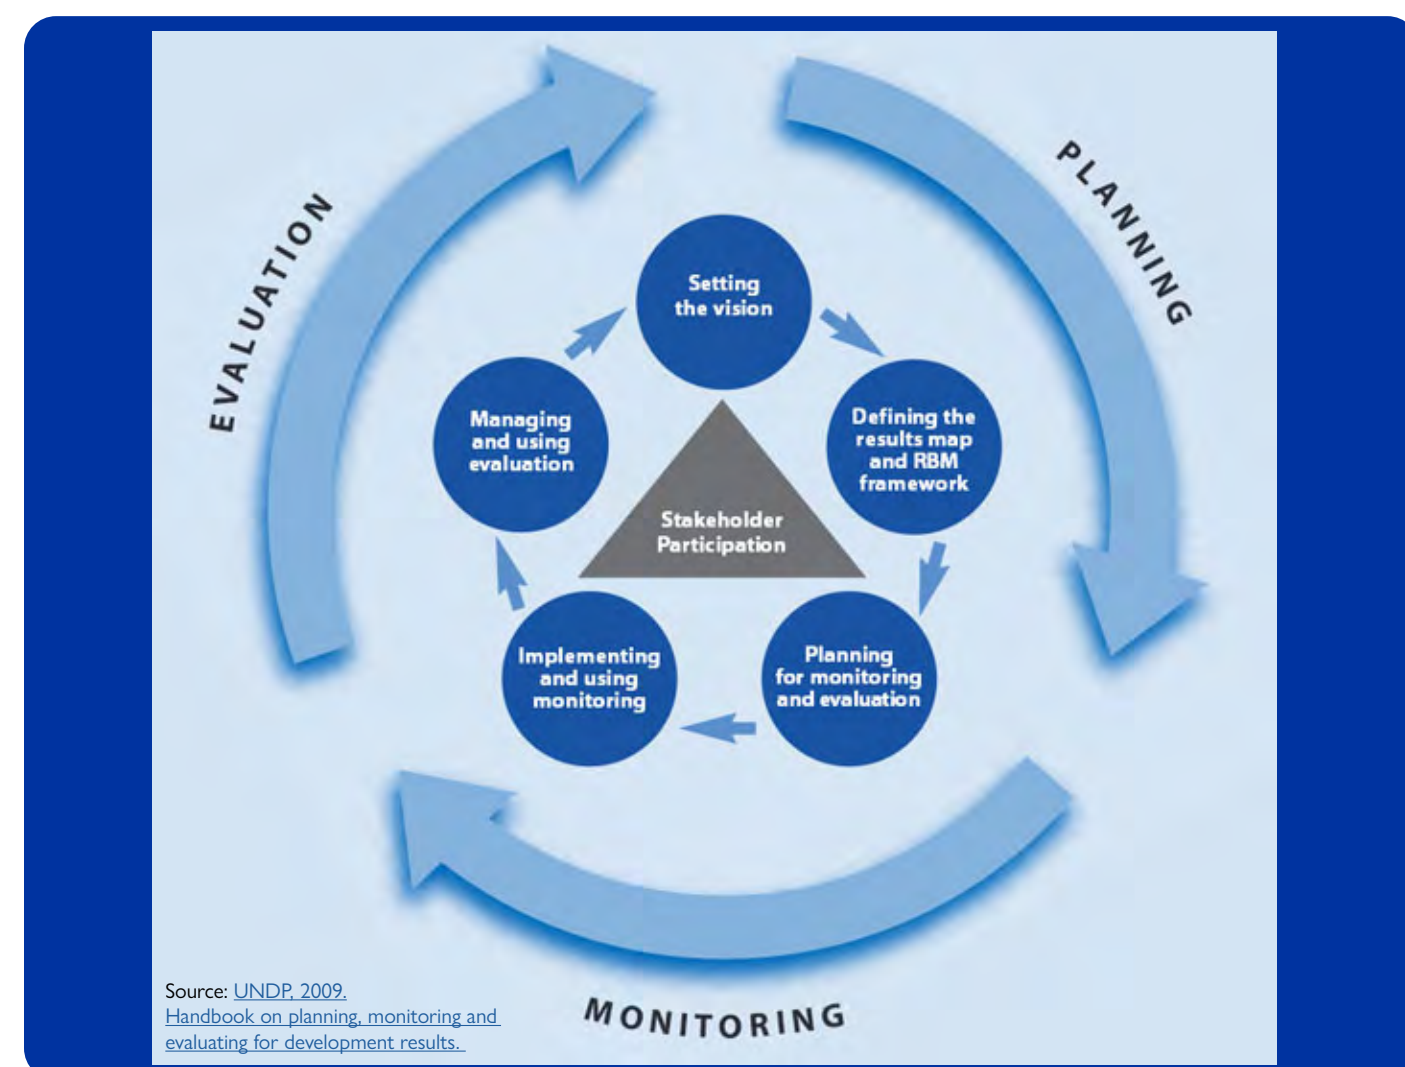 EVALUATION
PLANNING
Setting
the vision
Managing
and using
evaluation
Defining the
results map
and RBM
framework
Stakeholder
Participation
Implementing
and using
monitoring
Planning
for monitoring
and evaluation
Source: UNDP, 2009.
Handbook on planning, monitoring and
evaluating for development results.
MONITORING